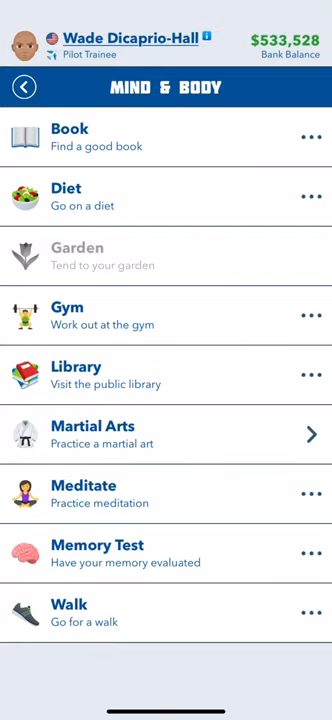 Wade Dicaprio-Hall
Pilot Trainee
$533,528
Bank Balance
MIND & BODY
Book
Find a good book
Diet
Go on a diet
Garden
Tend to your garden
Gym
Work out at the gym
Library
Visit the public library
Martial Arts
Practice a martial art
Meditate
Practice meditation
Memory Test
Have your memory evaluated
Walk
Go for a walk